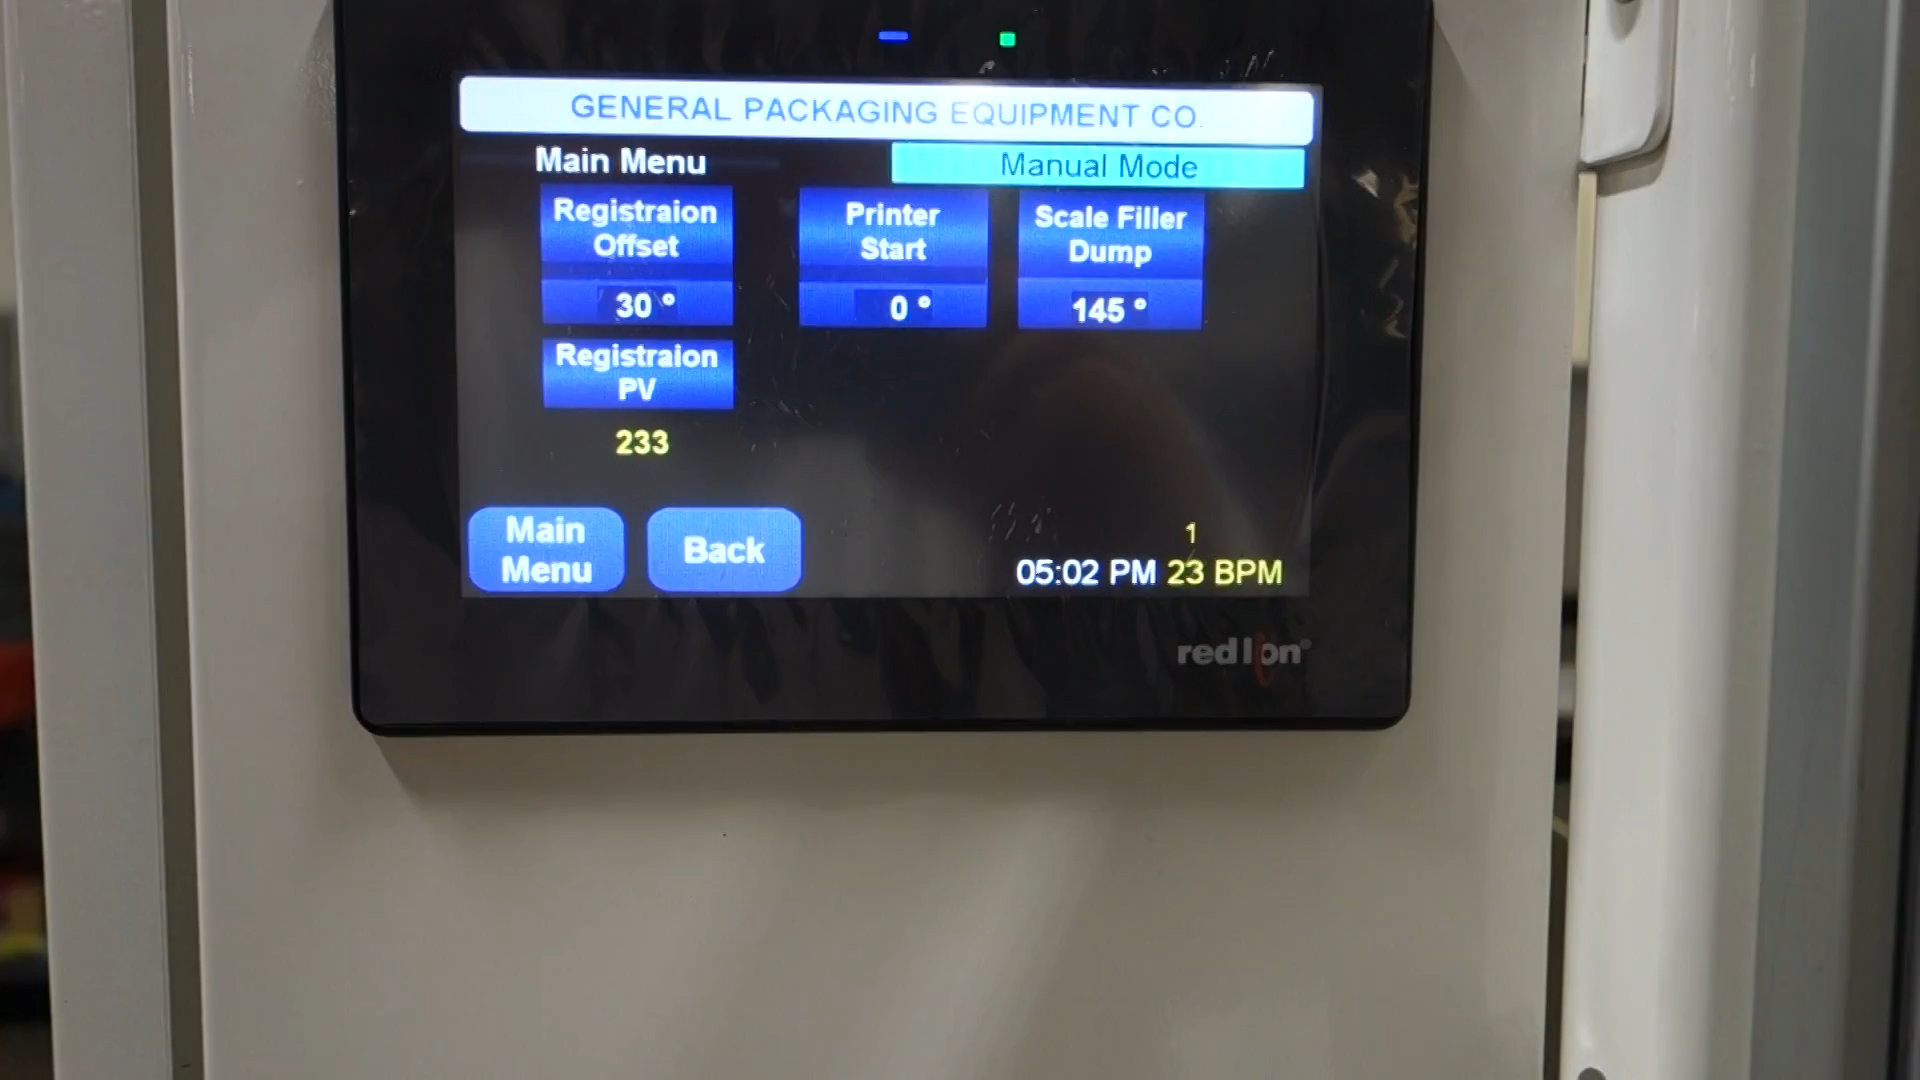 GENERAL PACKAGING EQUIPMENT CO.
Main Menu
Manual Mode
Registraion
Offset
30 °
Printer
Start
0 °
Scale Filler
Dump
145 °
Registraion
PV
233
Main
Menu
Back
1
05:02 PM 23 BPM
red lion®